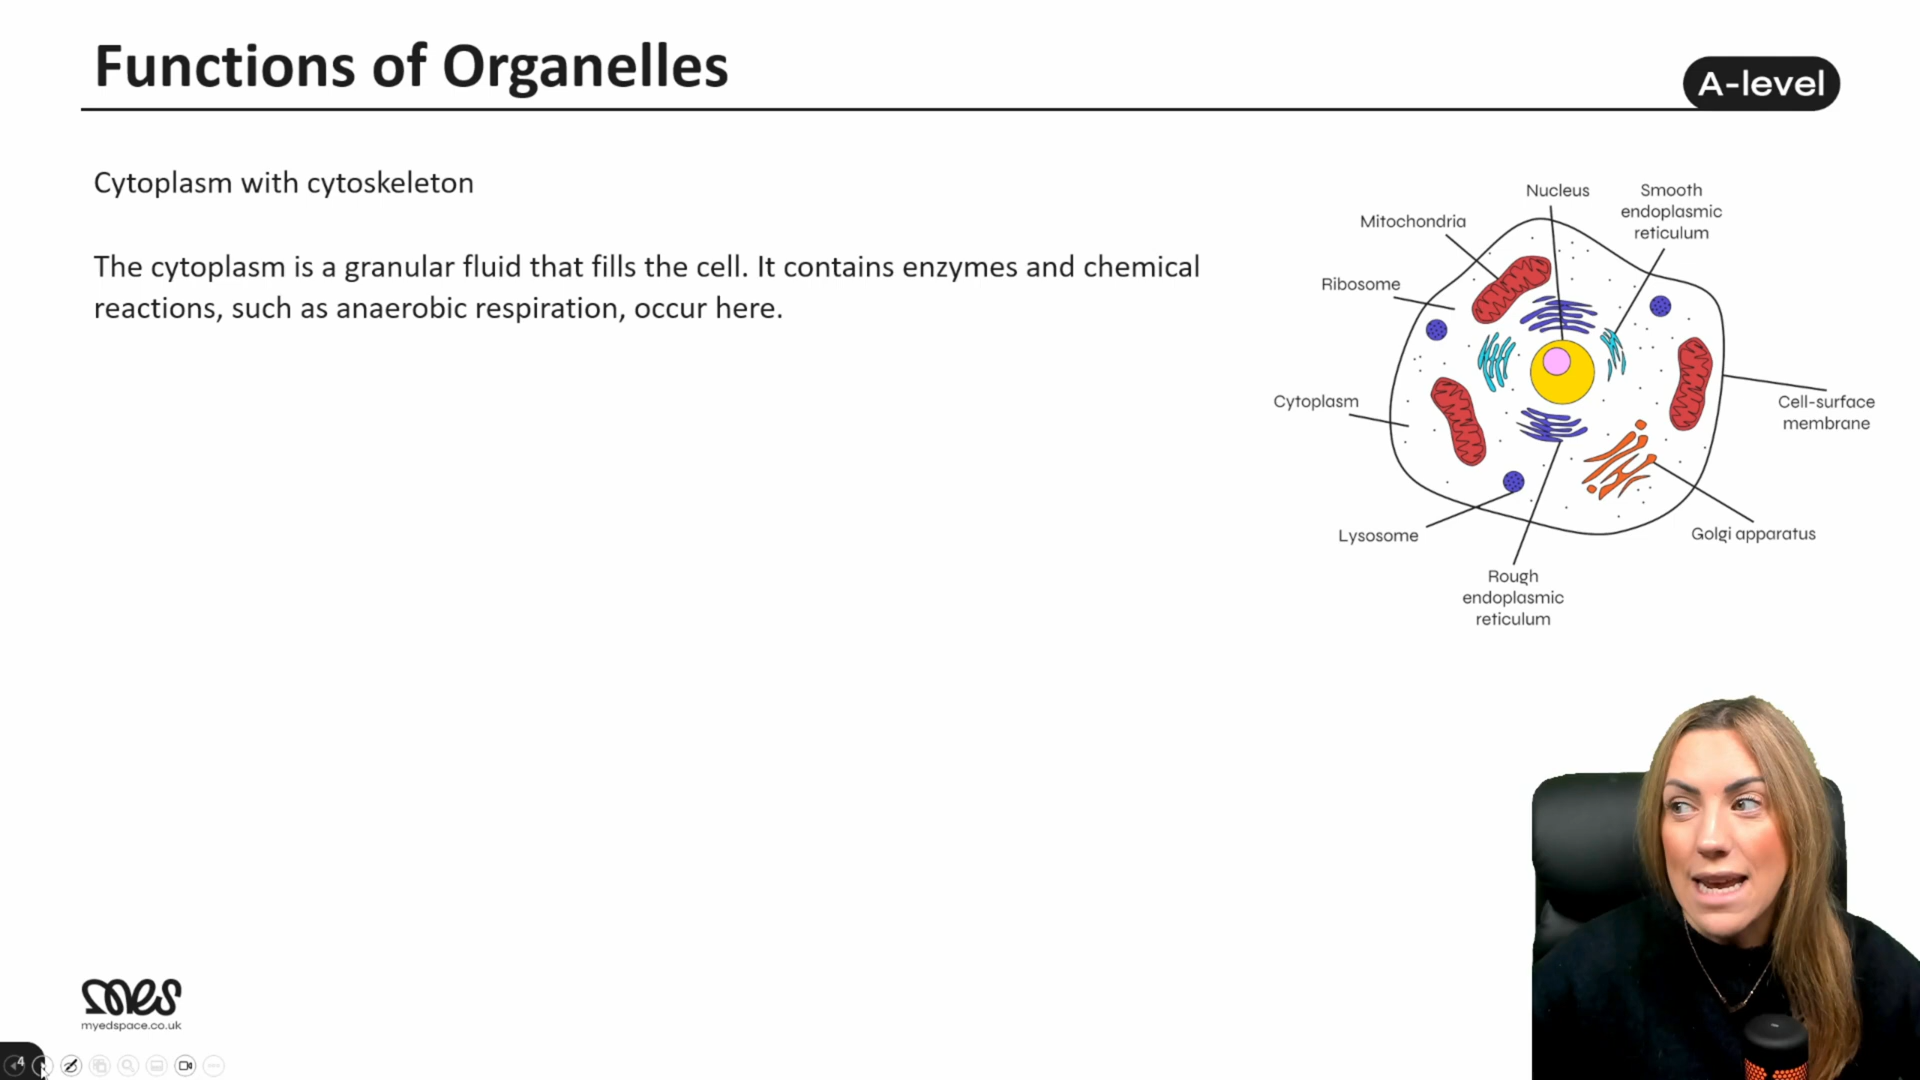 Functions of Organelles
A-level
Cytoplasm with cytoskeleton
The cytoplasm is a granular fluid that fills the cell. It contains enzymes and chemical
reactions, such as anaerobic respiration, occur here.
Nucleus
Smooth
endoplasmic
reticulum
Mitochondria
Ribosome
Cytoplasm
Cell-surface
membrane
Lysosome
Golgi apparatus
Rough
endoplasmic
reticulum
mes
myedspace.co.uk
4